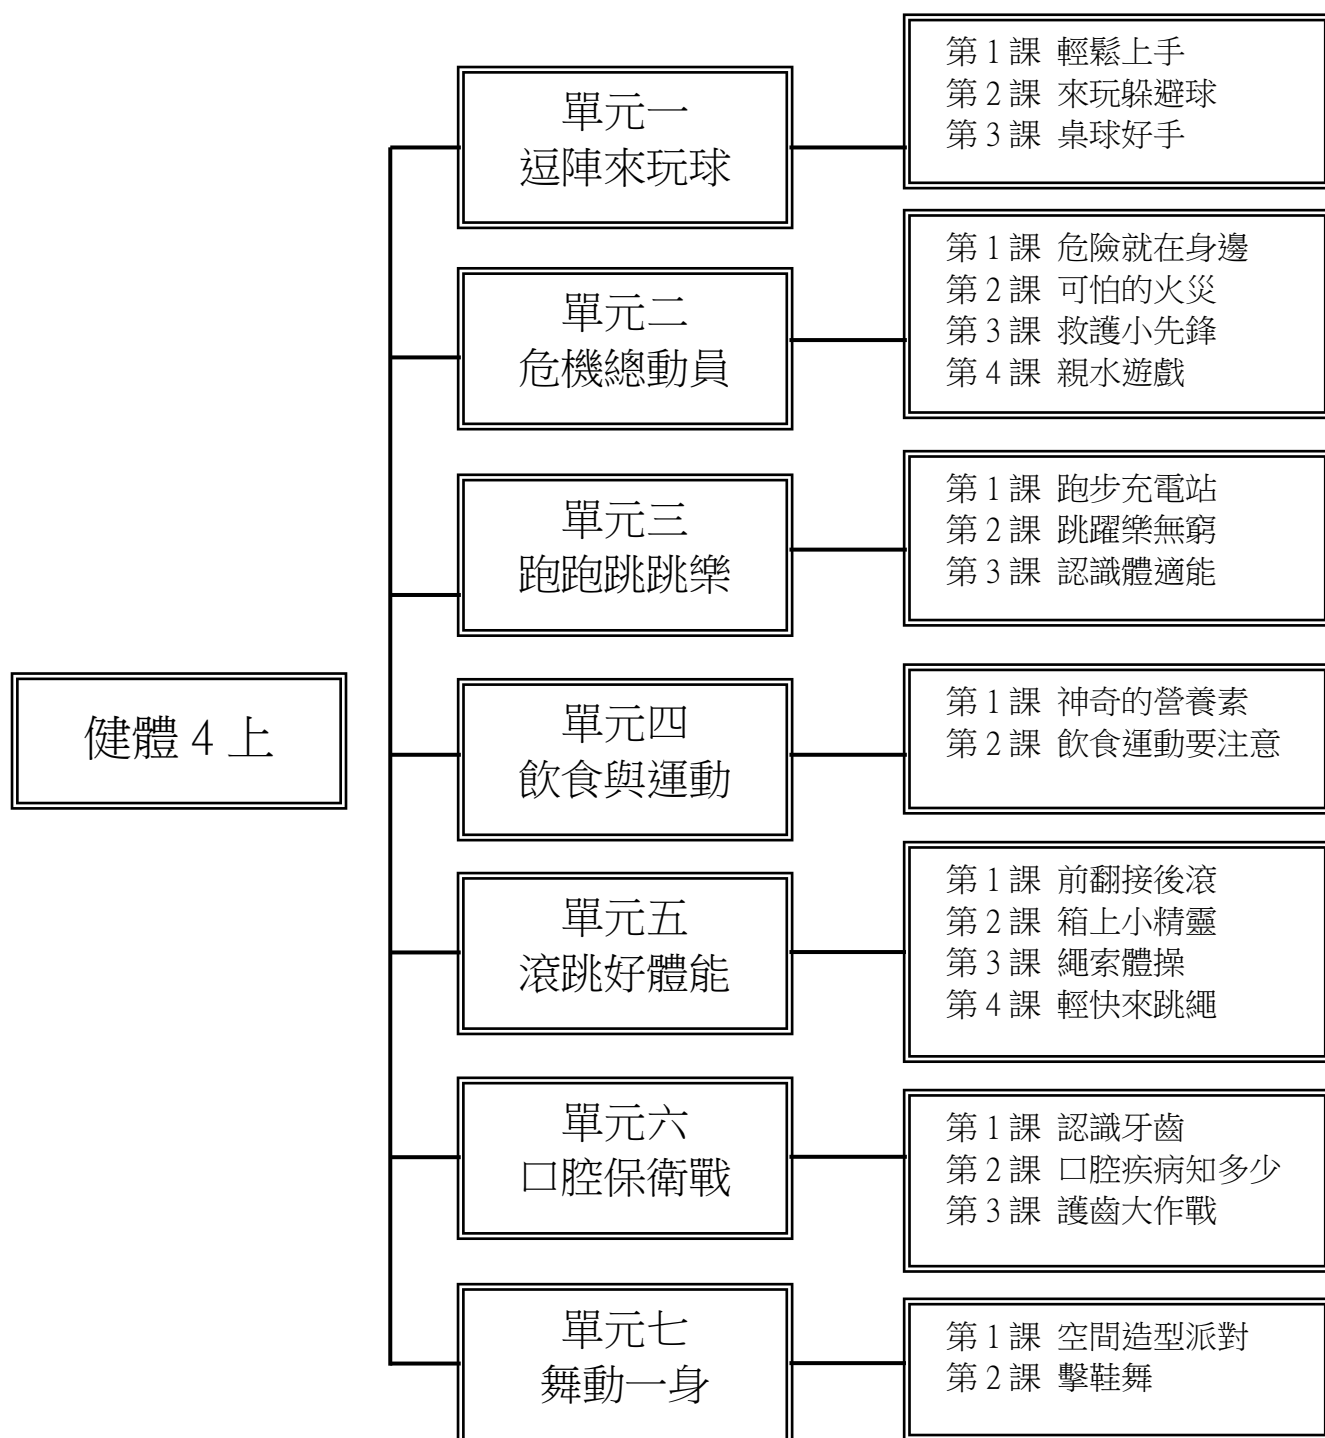 健體 4 上
單元一
逗陣來玩球
第 1 課 輕鬆上手
第 2 課 來玩躲避球
第 3 課 桌球好手
單元二
危機總動員
第 1 課 危險就在身邊
第 2 課 可怕的火災
第 3 課 救護小先鋒
第 4 課 親水遊戲
單元三
跑跑跳跳樂
第 1 課 跑步充電站
第 2 課 跳躍樂無窮
第 3 課 認識體適能
單元四
飲食與運動
第 1 課 神奇的營養素
第 2 課 飲食運動要注意
單元五
滾跳好體能
第 1 課 前翻接後滾
第 2 課 箱上小精靈
第 3 課 繩索體操
第 4 課 輕快來跳繩
單元六
口腔保衛戰
第 1 課 認識牙齒
第 2 課 口腔疾病知多少
第 3 課 護齒大作戰
單元七
舞動一身
第 1 課 空間造型派對
第 2 課 擊鞋舞